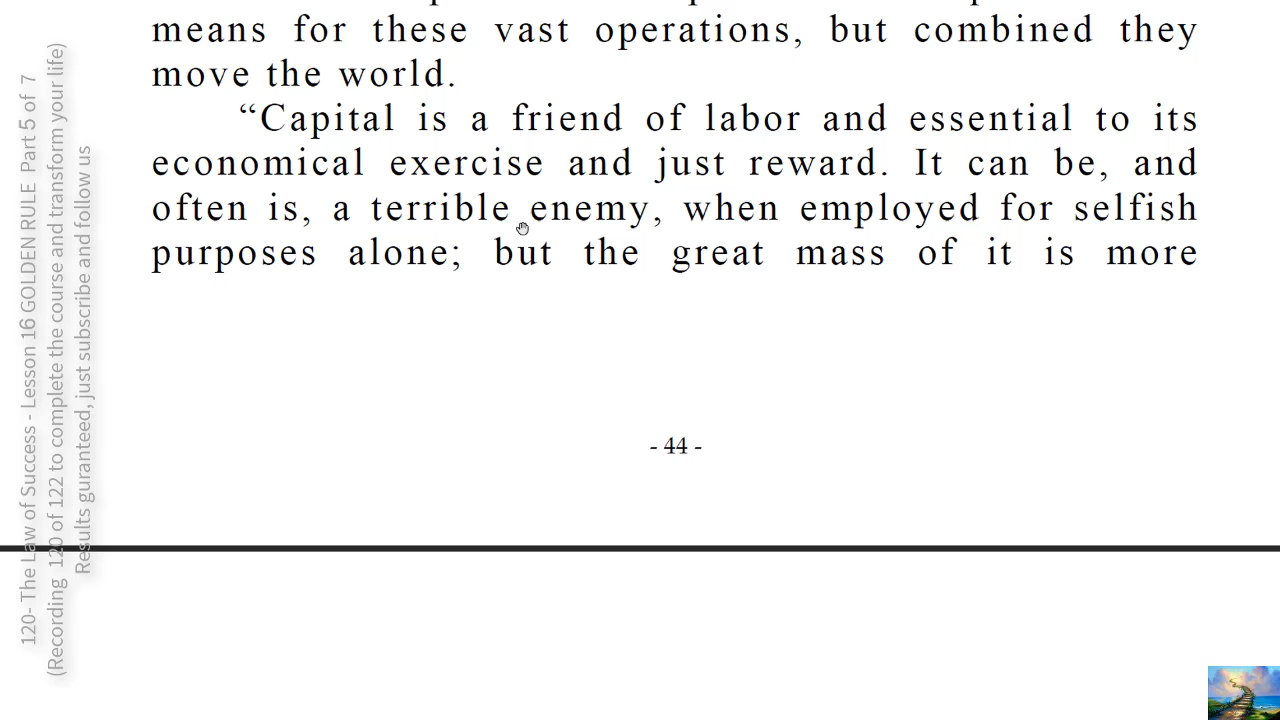 means for these vast operations, but combined they
move the world.
“Capital is a friend of labor and essential to its
economical exercise and just reward. It can be, and
often is, a terrible enemy, when employed for selfish
purposes alone; but the great mass of it is more
- 44 -
120- The Law of Success - Lesson 16 GOLDEN RULE Part 5 of 7
(Recording 120 of 122 to complete the course and transform your life)
Results guranteed, just subscribe and follow us